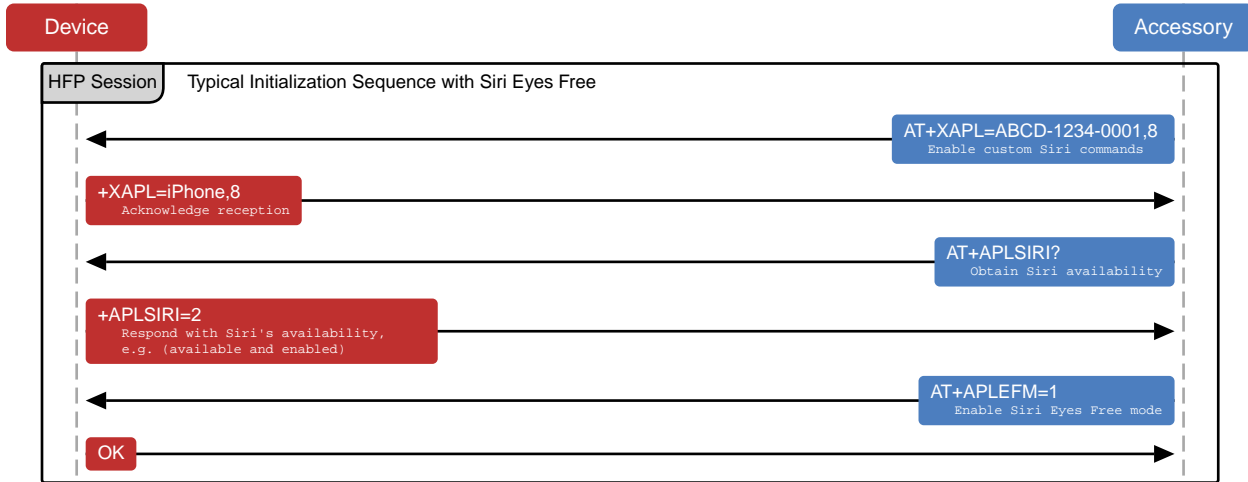 Device
Accessory
HFP Session
Typical Initialization Sequence with Siri Eyes Free
AT+XAPL=ABCD-1234-0001,8
Enable custom Siri commands
+XAPL=iPhone,8
Acknowledge reception
AT+APLSIRI?
Obtain Siri availability
+APLSIRI=2
Respond with Siri's availability,
e.g. (available and enabled)
AT+APLEFM=1
Enable Siri Eyes Free mode
OK